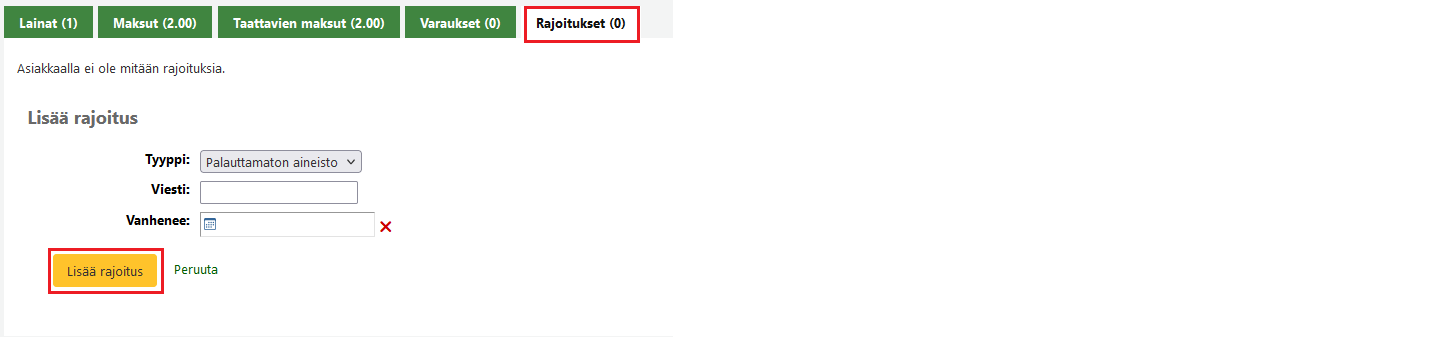 Lainat (1) Maksut (2.00) Taattavien maksut (2.00) Varaukset (0) Rajoitukset (0)
Asiakkaalla ei ole mitään rajoituksia.
Lisää rajoitus
Tyyppi: Palauttamaton aineisto
Viesti:
Vanhenee:
Lisää rajoitus Peruuta